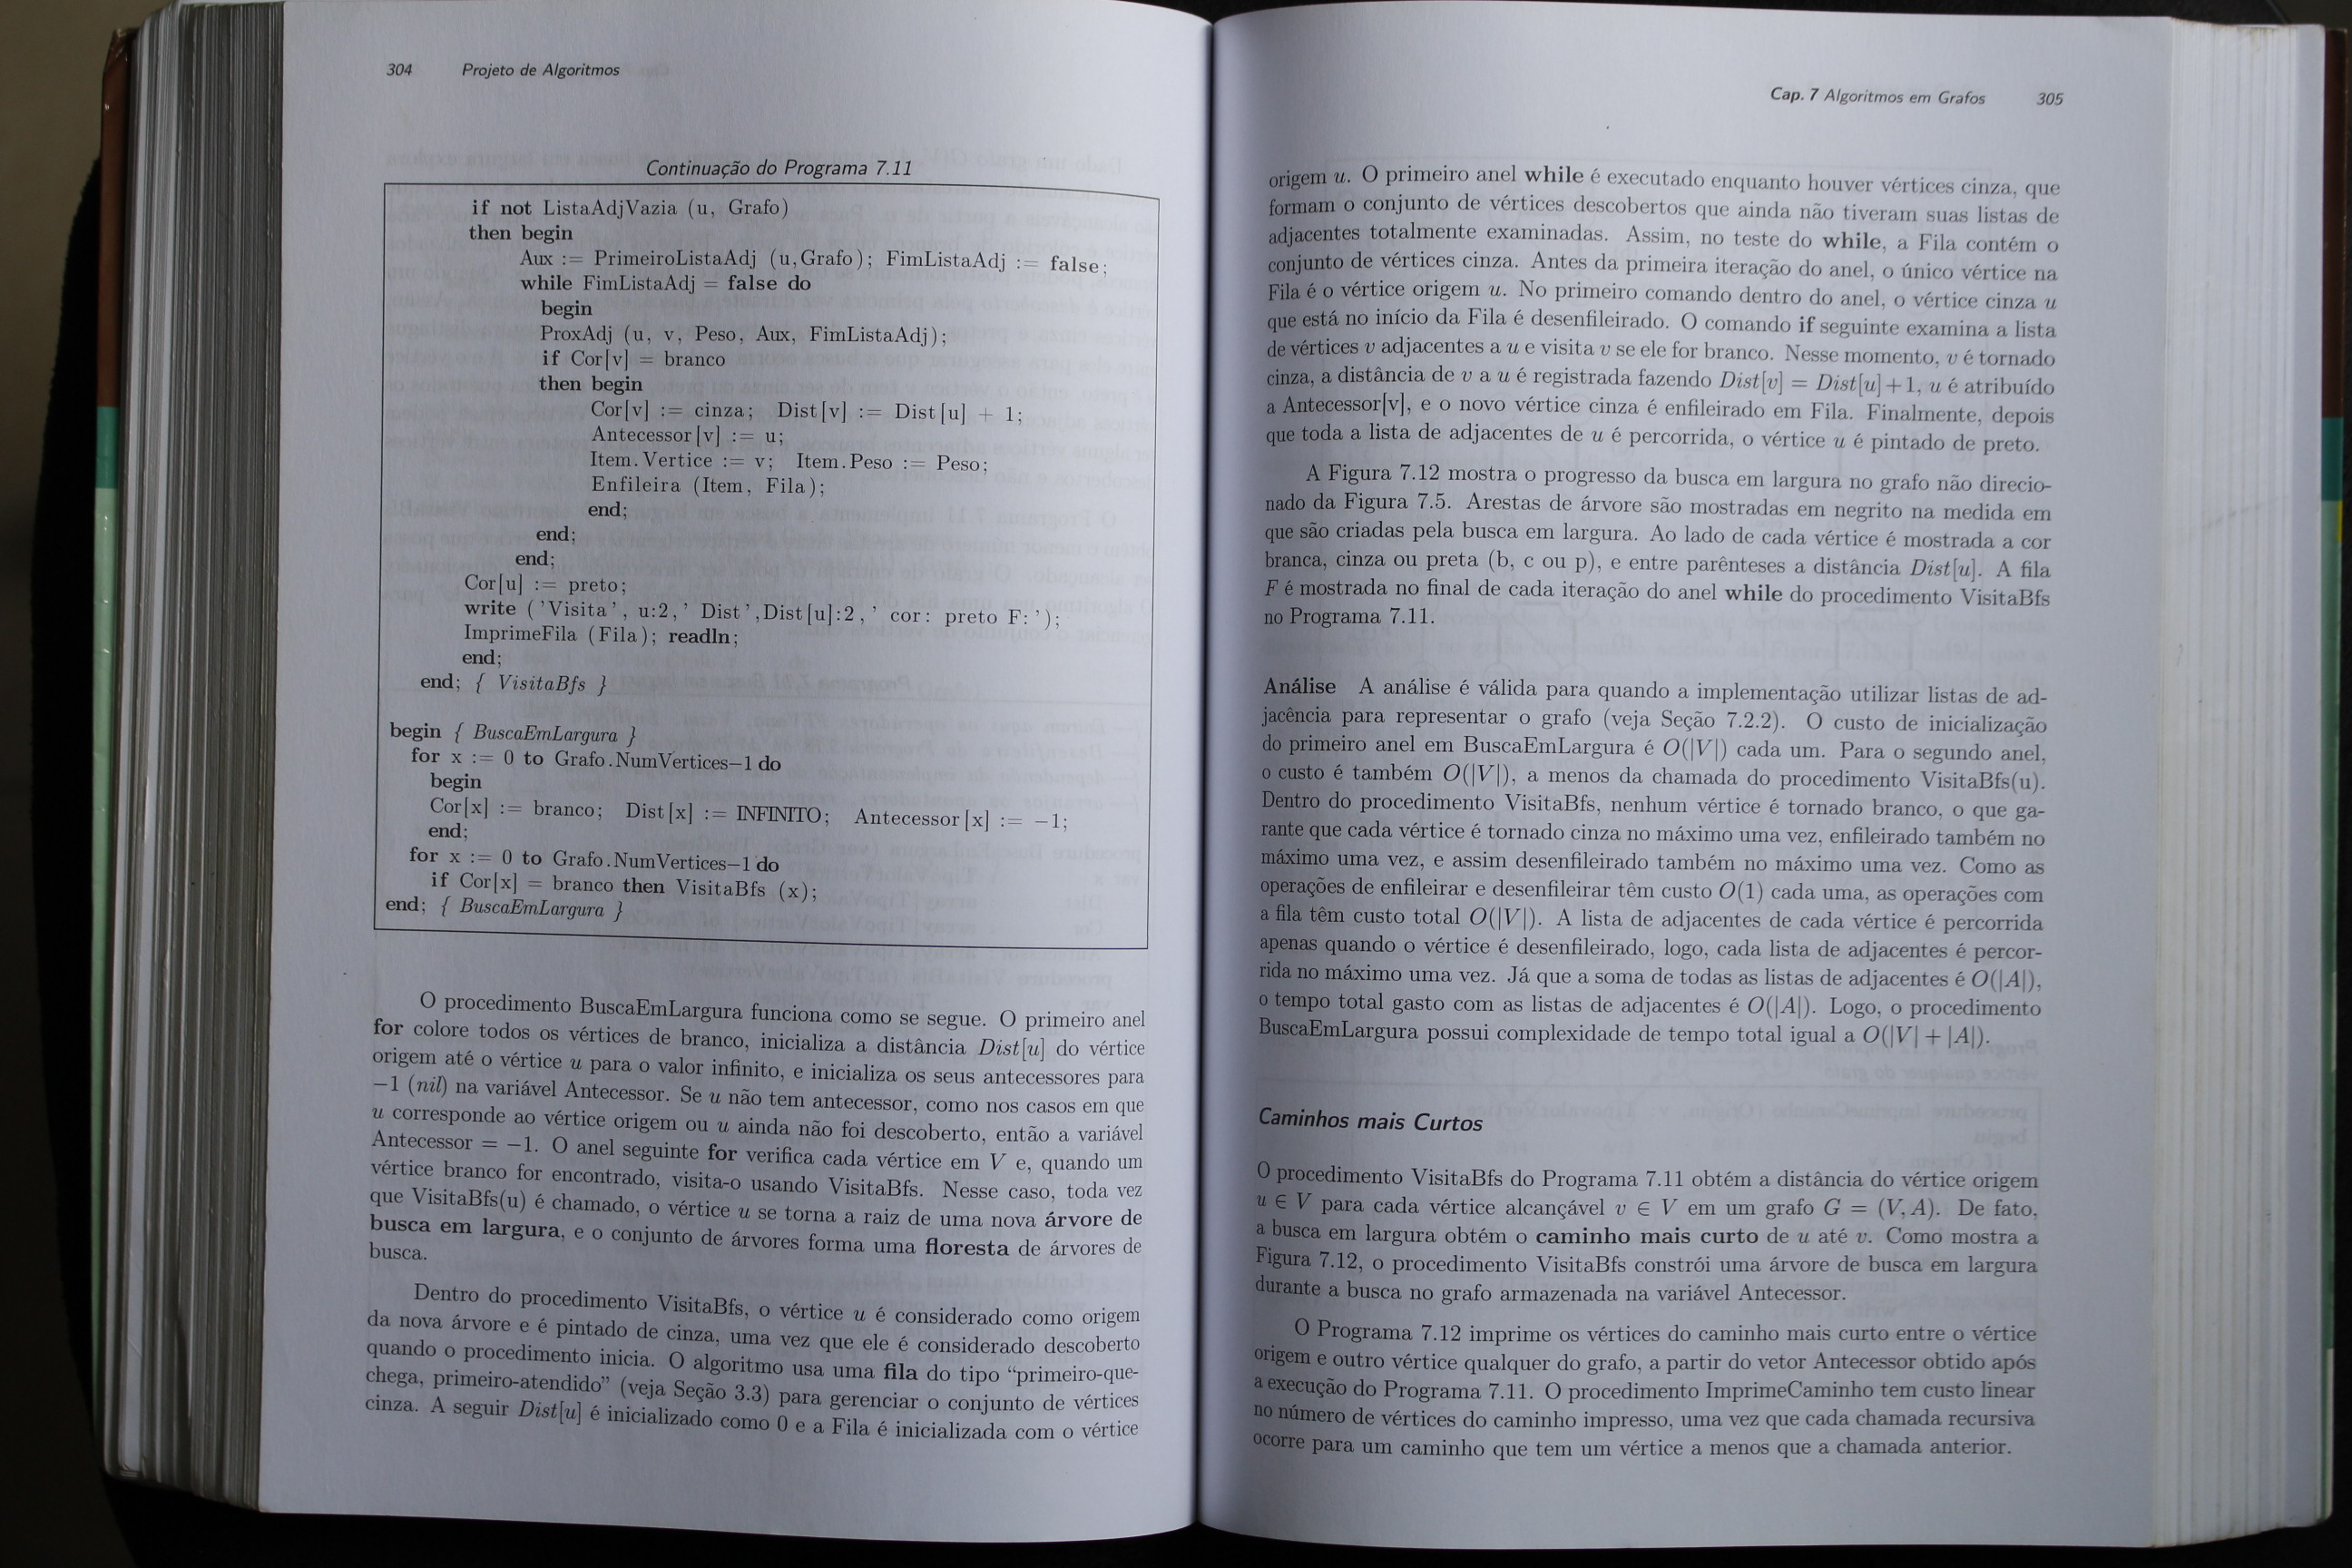 304 Projeto de Algoritmos
Continuação do Programa 7.11
if not ListaAdjVazia (u, Grafo)
then begin
Aux := PrimeiroListaAdj (u,Grafo); FimListaAdj := false;
while FimListaAdj = false do
begin
ProxAdj (u, v, Peso, Aux, FimListaAdj);
if Cor[v] = branco
then begin
Cor[v] := cinza; Dist[v] := Dist[u] + 1;
Antecessor[v] := u;
Item.Vertice := v; Item.Peso := Peso;
Enfileira (Item, Fila);
end;
end;
end;
Cor[u] := preto;
write ('Visita', u:2,' Dist',Dist[u]:2,' cor: preto F:');
ImprimeFila (Fila); readln;
end;
end; { VisitaBfs }
begin { BuscaEmLargura }
for x := 0 to Grafo.NumVertices−1 do
begin
Cor[x] := branco; Dist[x] := INFINITO; Antecessor[x] := −1;
end;
for x := 0 to Grafo.NumVertices−1 do
if Cor[x] = branco then VisitaBfs (x);
end; { BuscaEmLargura }
O procedimento BuscaEmLargura funciona como se segue. O primeiro anel
for colore todos os vértices de branco, inicializa a distância Dist[u] do vértice
origem até o vértice u para o valor infinito, e inicializa os seus antecessores para
−1 (nil) na variável Antecessor. Se u não tem antecessor, como nos casos em que
u corresponde ao vértice origem ou u ainda não foi descoberto, então a variável
Antecessor = −1. O anel seguinte for verifica cada vértice em V e, quando um
vértice branco for encontrado, visita-o usando VisitaBfs. Nesse caso, toda vez
que VisitaBfs(u) é chamado, o vértice u se torna a raiz de uma nova árvore de
busca em largura, e o conjunto de árvores forma uma floresta de árvores de
busca.
Dentro do procedimento VisitaBfs, o vértice u é considerado como origem
da nova árvore e é pintado de cinza, uma vez que ele é considerado descoberto
quando o procedimento inicia. O algoritmo usa uma fila do tipo “primeiro-que-
chega, primeiro-atendido” (veja Seção 3.3) para gerenciar o conjunto de vértices
cinza. A seguir Dist[u] é inicializado como 0 e a Fila é inicializada com o vértice
Cap. 7 Algoritmos em Grafos 305
origem u. O primeiro anel while é executado enquanto houver vértices cinza, que
formam o conjunto de vértices descobertos que ainda não tiveram suas listas de
adjacentes totalmente examinadas. Assim, no teste do while, a Fila contém o
conjunto de vértices cinza. Antes da primeira iteração do anel, o único vértice na
Fila é o vértice origem u. No primeiro comando dentro do anel, o vértice cinza u
que está no início da Fila é desenfileirado. O comando if seguinte examina a lista
de vértices v adjacentes a u e visita v se ele for branco. Nesse momento, v é tornado
cinza, a distância de v a u é registrada fazendo Dist[v] = Dist[u]+1, u é atribuído
a Antecessor[v], e o novo vértice cinza é enfileirado em Fila. Finalmente, depois
que toda a lista de adjacentes de u é percorrida, o vértice u é pintado de preto.
A Figura 7.12 mostra o progresso da busca em largura no grafo não direcio-
nado da Figura 7.5. Arestas de árvore são mostradas em negrito na medida em
que são criadas pela busca em largura. Ao lado de cada vértice é mostrada a cor
branca, cinza ou preta (b, c ou p), e entre parênteses a distância Dist[u]. A fila
F é mostrada no final de cada iteração do anel while do procedimento VisitaBfs
no Programa 7.11.
Análise A análise é válida para quando a implementação utilizar listas de ad-
jacência para representar o grafo (veja Seção 7.2.2). O custo de inicialização
do primeiro anel em BuscaEmLargura é O(|V|) cada um. Para o segundo anel,
o custo é também O(|V|), a menos da chamada do procedimento VisitaBfs(u).
Dentro do procedimento VisitaBfs, nenhum vértice é tornado branco, o que ga-
rante que cada vértice é tornado cinza no máximo uma vez, enfileirado também no
máximo uma vez, e assim desenfileirado também no máximo uma vez. Como as
operações de enfileirar e desenfileirar têm custo O(1) cada uma, as operações com
a fila têm custo total O(|V|). A lista de adjacentes de cada vértice é percorrida
apenas quando o vértice é desenfileirado, logo, cada lista de adjacentes é percor-
rida no máximo uma vez. Já que a soma de todas as listas de adjacentes é O(|A|),
o tempo total gasto com as listas de adjacentes é O(|A|). Logo, o procedimento
BuscaEmLargura possui complexidade de tempo total igual a O(|V| + |A|).
Caminhos mais Curtos
O procedimento VisitaBfs do Programa 7.11 obtém a distância do vértice origem
u ∈ V para cada vértice alcançável v ∈ V em um grafo G = (V, A). De fato,
a busca em largura obtém o caminho mais curto de u até v. Como mostra a
Figura 7.12, o procedimento VisitaBfs constrói uma árvore de busca em largura
durante a busca no grafo armazenada na variável Antecessor.
O Programa 7.12 imprime os vértices do caminho mais curto entre o vértice
origem e outro vértice qualquer do grafo, a partir do vetor Antecessor obtido após
a execução do Programa 7.11. O procedimento ImprimeCaminho tem custo linear
no número de vértices do caminho impresso, uma vez que cada chamada recursiva
ocorre para um caminho que tem um vértice a menos que a chamada anterior.